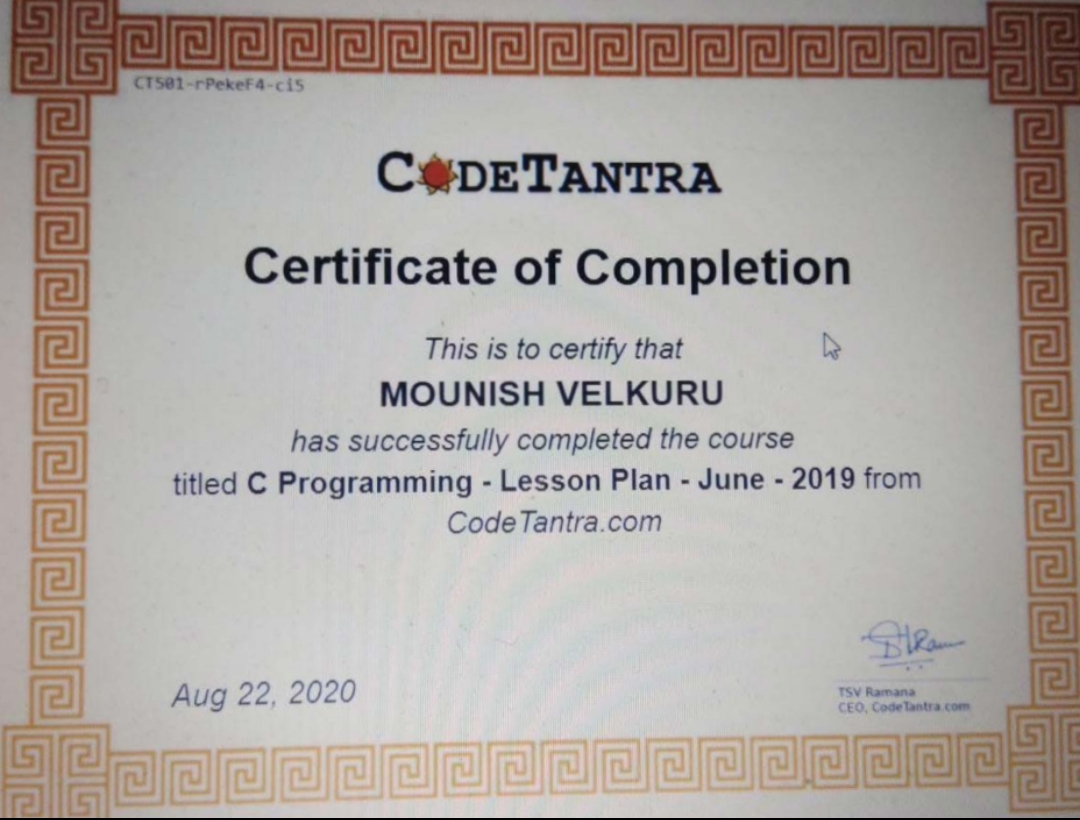 CT501-rPekeF4-ci5
CODETANTRA
Certificate of Completion
This is to certify that
MOUNISH VELKURU
has successfully completed the course
titled C Programming - Lesson Plan - June - 2019 from
CodeTantra.com
Aug 22, 2020
TSV Ramana
CEO, CodeTantra.com